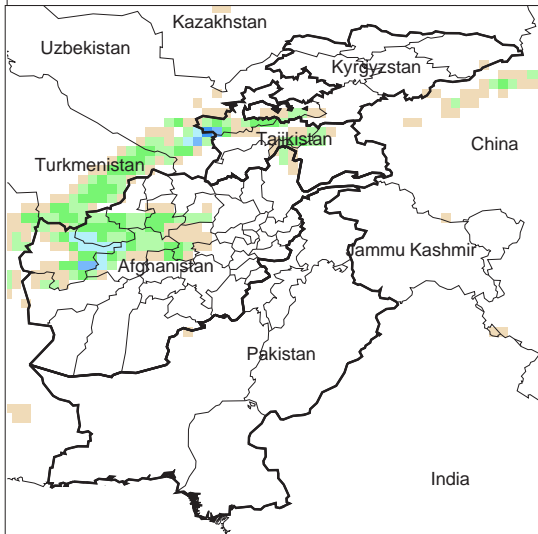 Kazakhstan
Uzbekistan
Kyrgyzstan
Tajikistan
China
Turkmenistan
Jammu Kashmir
Afghanistan
Pakistan
India